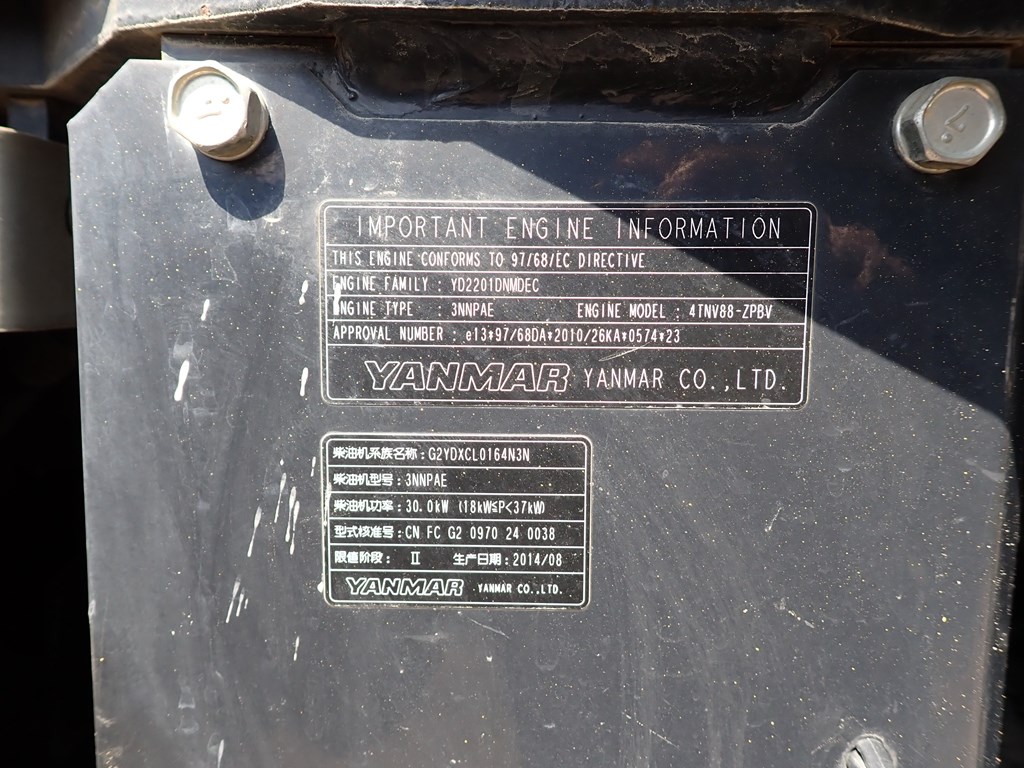 IMPORTANT ENGINE INFORMATION
THIS ENGINE CONFORMS TO 97/68/EC DIRECTIVE
ENGINE FAMILY : YD2201DNMDEC
ENGINE TYPE : 3NNPAE ENGINE MODEL : 4TNV88-ZPBV
APPROVAL NUMBER : e13*97/68DA*2010/26KA*0574*23
YANMAR YANMAR CO.,LTD.
柴油机系族名称: G2YDXCL0164N3N
柴油机型号: 3NNPAE
柴油机功率: 30.0kW (18kW≤P<37kW)
型式核准号: CN FC G2 0970 24 0038
限值阶段: Ⅱ 生产日期: 2014/08
YANMAR YANMAR CO.,LTD.